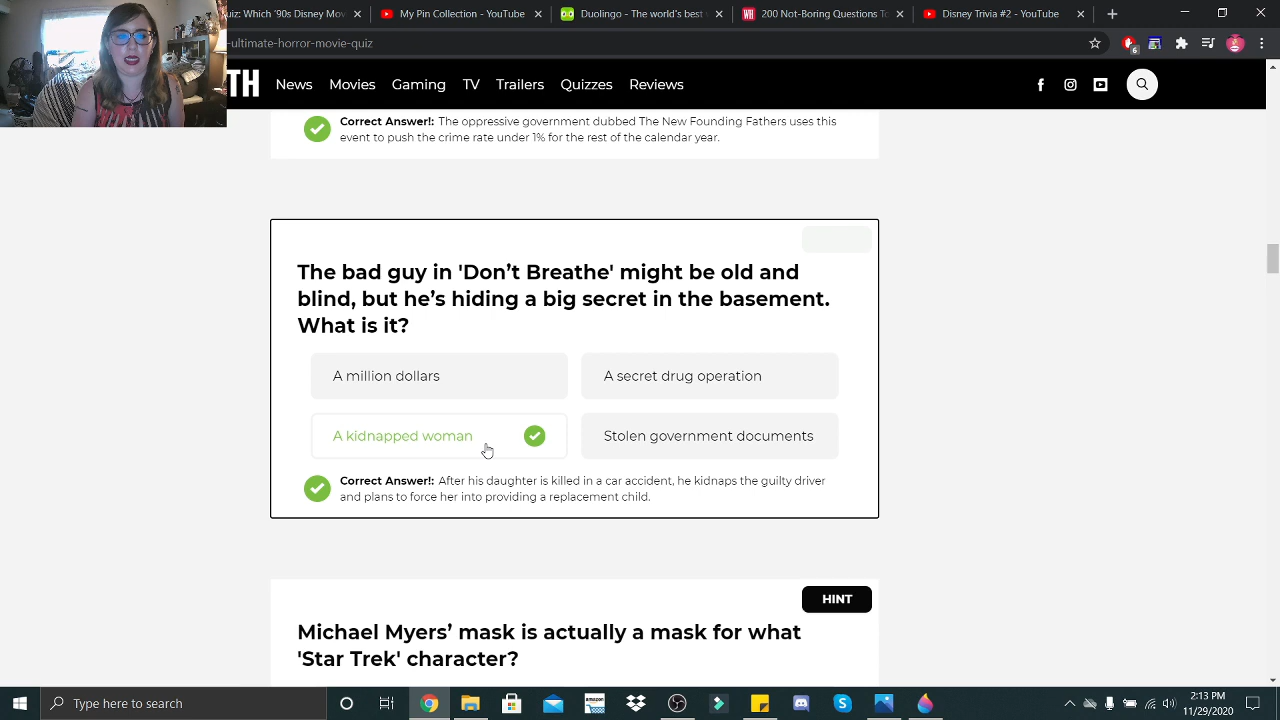 uiz: Which '90s Disney Mov
My Pin Collection - YouTube
Duolingo - The world's best
200 Not-Boring Questions To
Disney Trivia #2 - YouTube
-ultimate-horror-movie-quiz
6
TH
News
Movies
Gaming
TV
Trailers
Quizzes
Reviews
Correct Answer!: The oppressive government dubbed The New Founding Fathers uses this
event to push the crime rate under 1% for the rest of the calendar year.
The bad guy in 'Don’t Breathe' might be old and
blind, but he’s hiding a big secret in the basement.
What is it?
A million dollars
A secret drug operation
A kidnapped woman
Stolen government documents
Correct Answer!: After his daughter is killed in a car accident, he kidnaps the guilty driver
and plans to force her into providing a replacement child.
HINT
Michael Myers’ mask is actually a mask for what
'Star Trek' character?
Type here to search
2:13 PM
11/29/2020